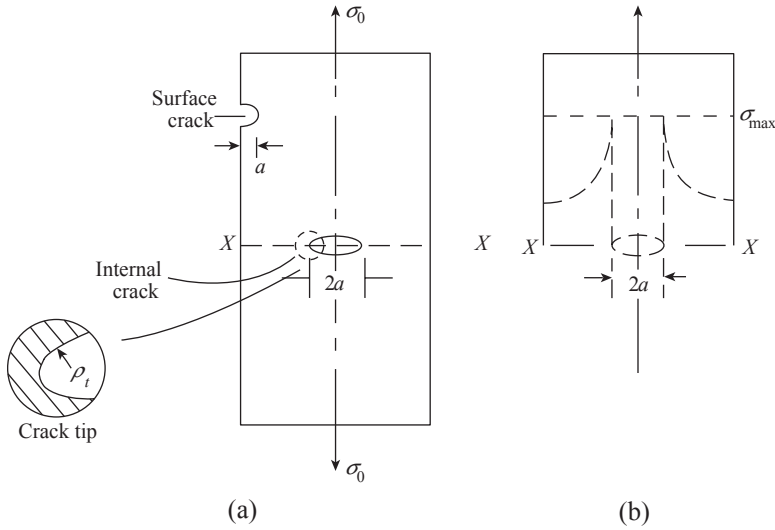 σ₀
Surface
crack
a
X
X
Internal
crack
2a
ρₜ
Crack tip
σ₀
(a)
σmax
X
X
2a
(b)